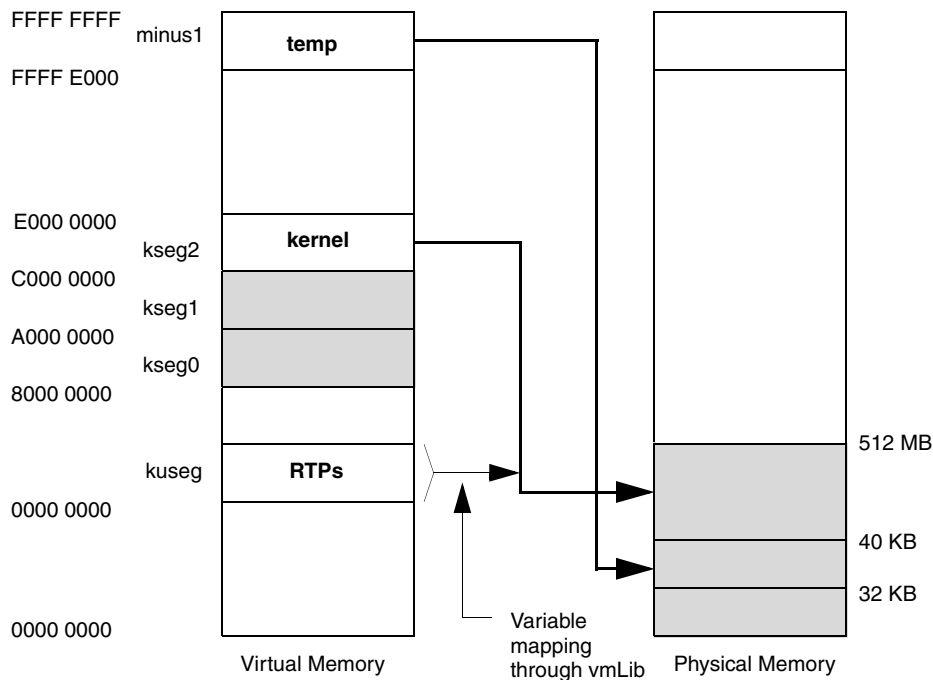 FFFF FFFF
minus1
temp
FFFF E000
E000 0000
kernel
kseg2
C000 0000
kseg1
A000 0000
kseg0
8000 0000
512 MB
kuseg
RTPs
0000 0000
40 KB
32 KB
0000 0000
Variable
mapping
through vmLib
Virtual Memory
Physical Memory